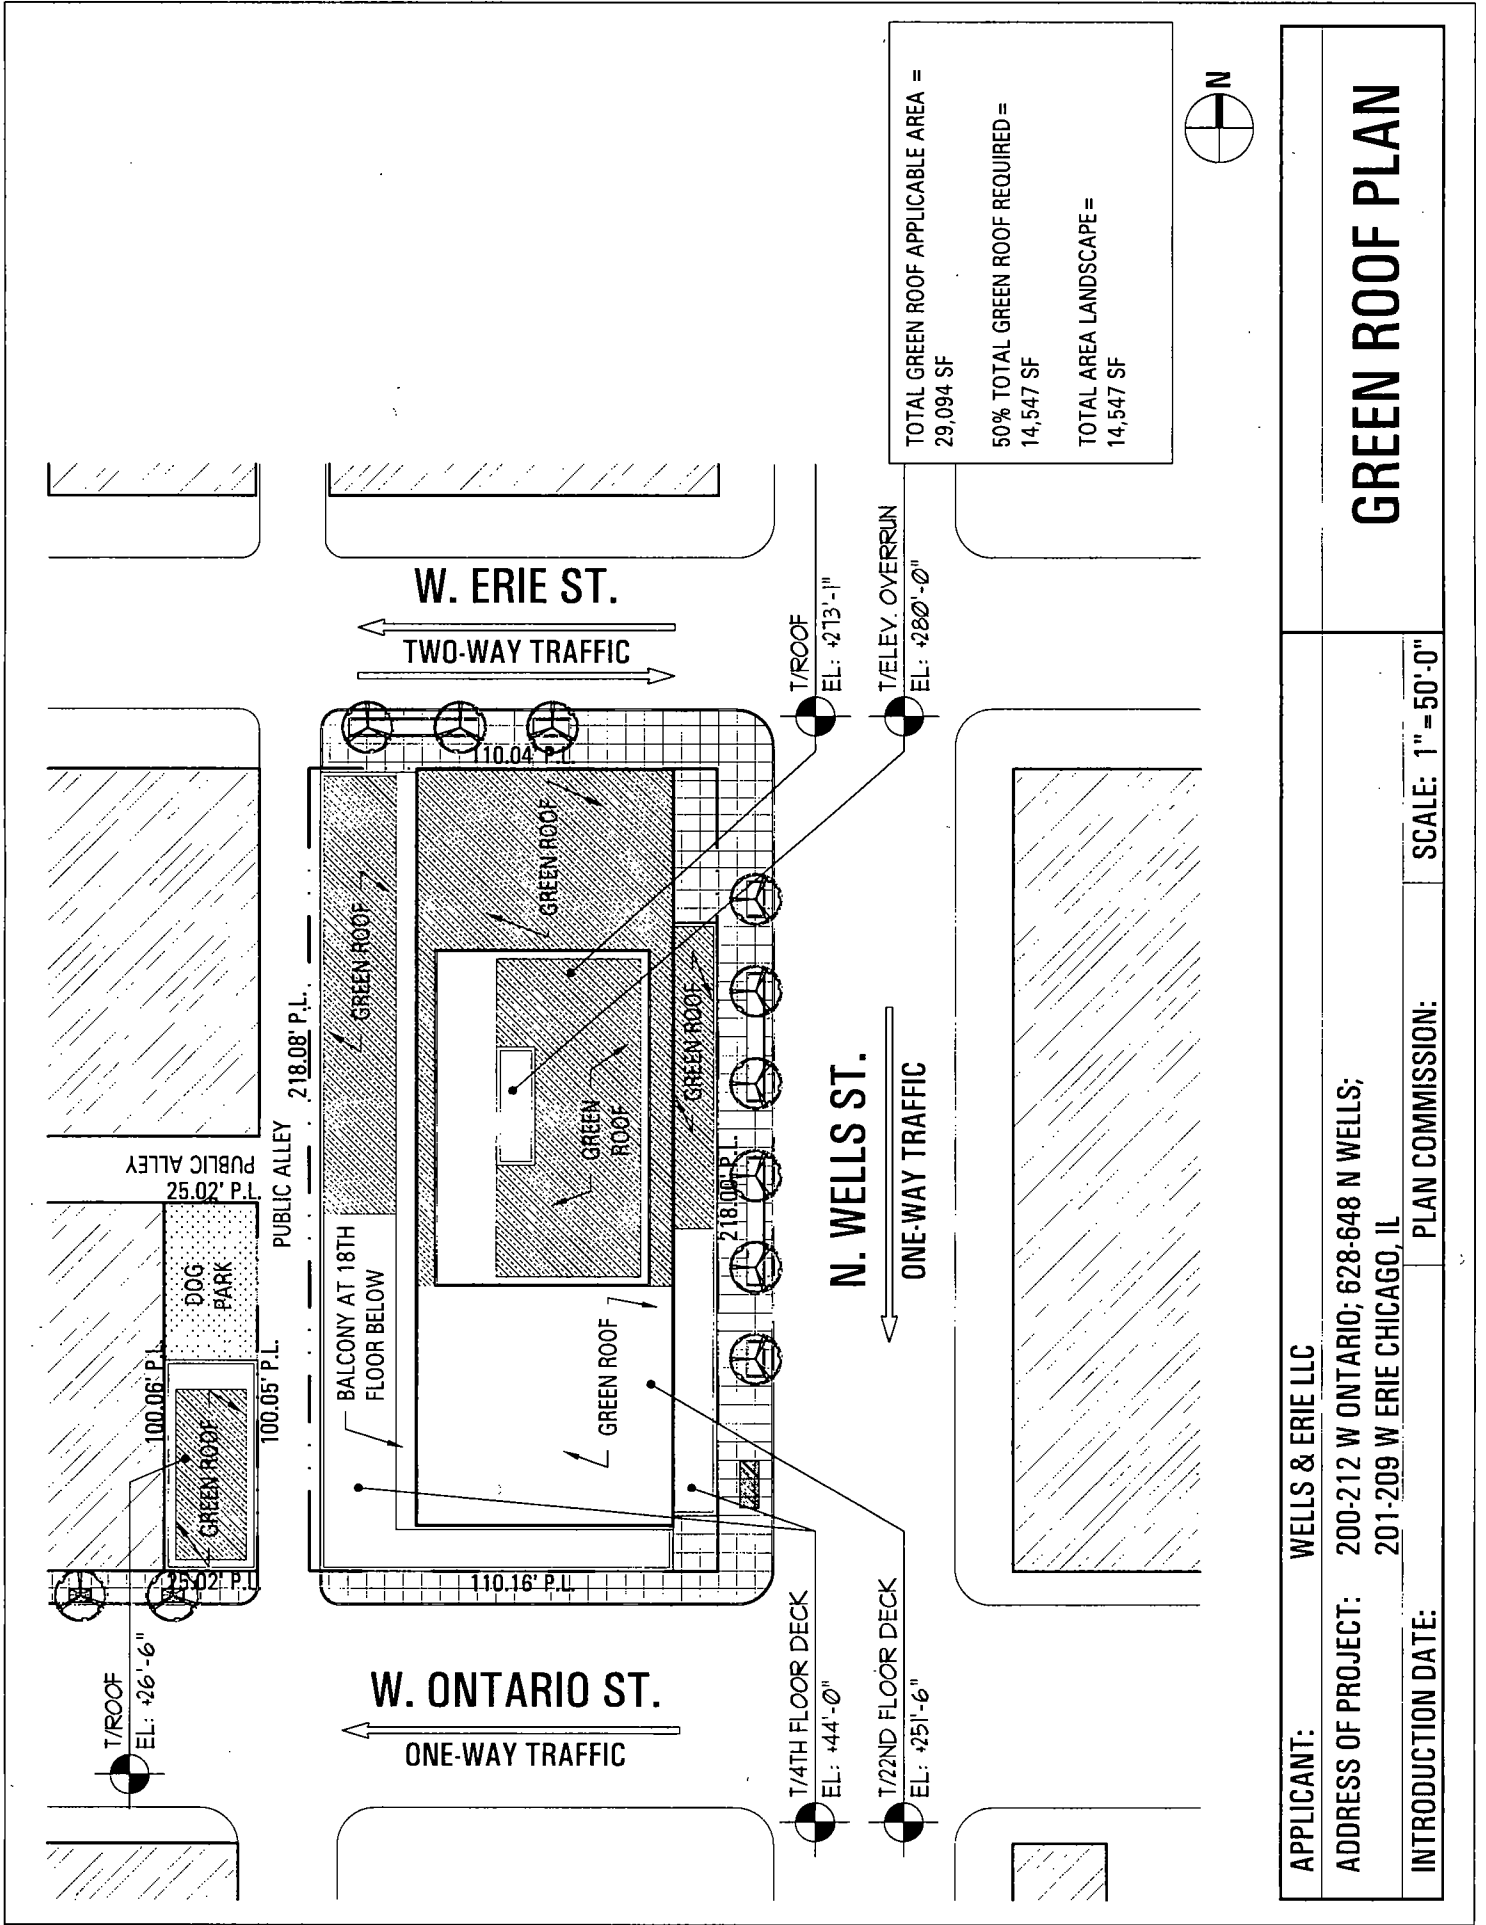 TOTAL GREEN ROOF APPLICABLE AREA =
29,094 SF
50% TOTAL GREEN ROOF REQUIRED=
14,547 SF
TOTAL AREA LANDSCAPE =
14,547 SF
N
W. ERIE ST.
TWO-WAY TRAFFIC
T/ROOF
EL: +273'-1"
T/ELEV. OVERRUN
EL: +280'-0"
110.04' P.L.
GREEN ROOF
GREEN ROOF
GREEN ROOF
GREEN
ROOF
218.08' P.L.
PUBLIC ALLEY
PUBLIC ALLEY
25.02' P.L.
DOG
PARK
100.06' P.L.
100.05' P.L.
GREEN ROOF
25.02' P.L.
BALCONY AT 18TH
FLOOR BELOW
GREEN ROOF
218.00' P.L.
N. WELLS ST.
ONE-WAY TRAFFIC
110.16' P.L.
T/ROOF
EL: +26'-6"
W. ONTARIO ST.
ONE-WAY TRAFFIC
T/4TH FLOOR DECK
EL: +44'-0"
T/22ND FLOOR DECK
EL: +251'-6"
APPLICANT: WELLS & ERIE LLC
ADDRESS OF PROJECT: 200-212 W ONTARIO; 628-648 N WELLS;
201-209 W ERIE CHICAGO, IL
INTRODUCTION DATE: PLAN COMMISSION: SCALE: 1"=50'-0"
GREEN ROOF PLAN